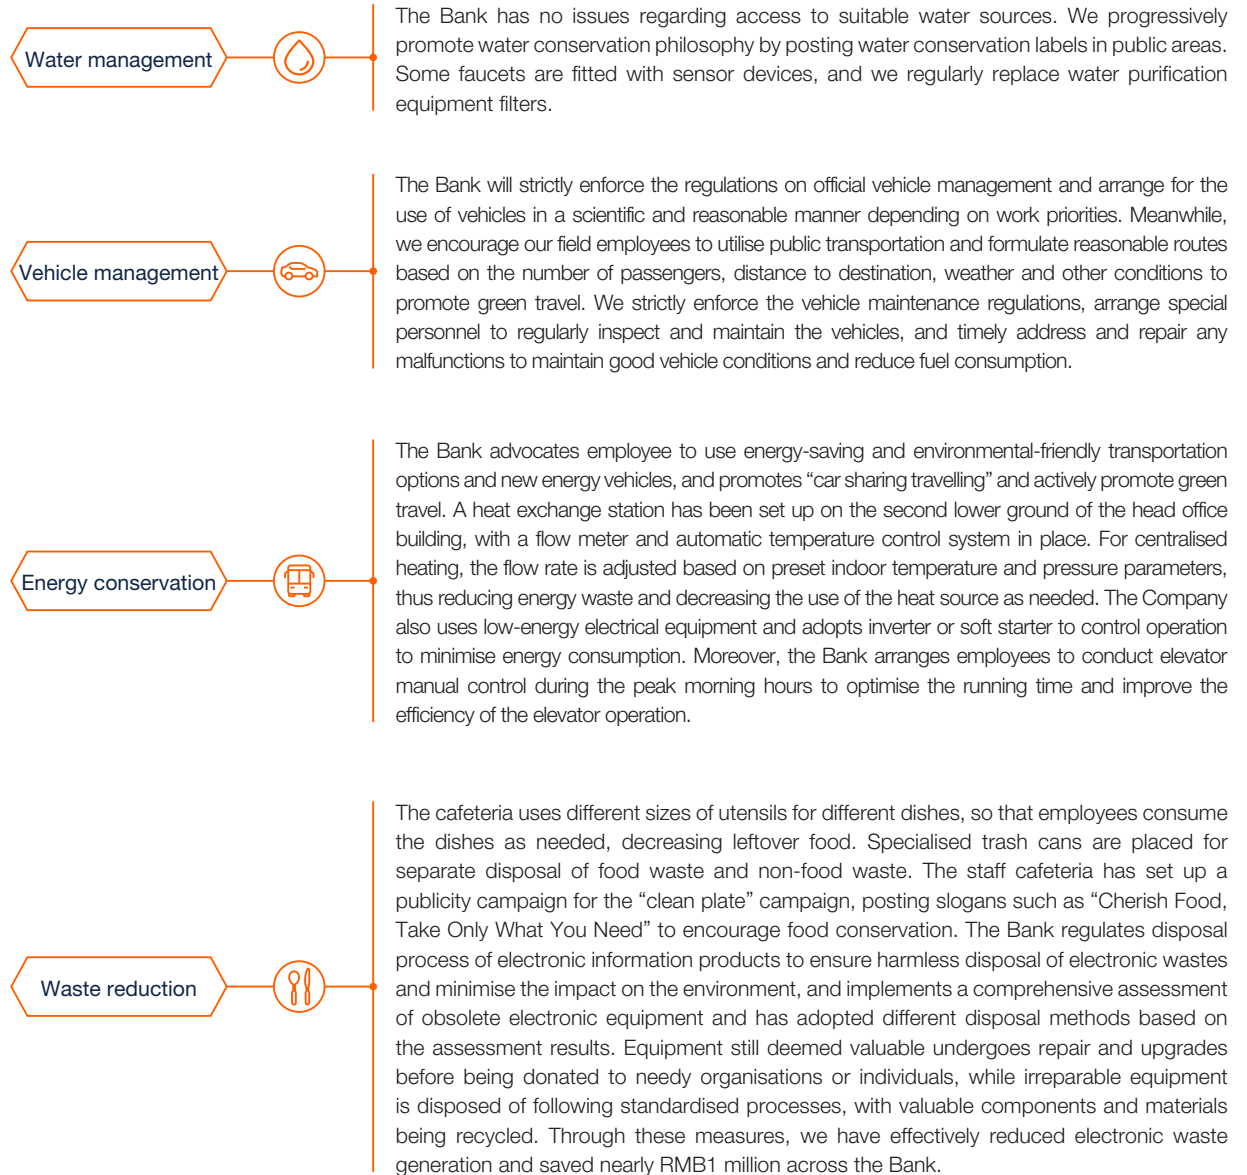 Water management
The Bank has no issues regarding access to suitable water sources. We progressively
promote water conservation philosophy by posting water conservation labels in public areas.
Some faucets are fitted with sensor devices, and we regularly replace water purification
equipment filters.
Vehicle management
The Bank will strictly enforce the regulations on official vehicle management and arrange for the
use of vehicles in a scientific and reasonable manner depending on work priorities. Meanwhile,
we encourage our field employees to utilise public transportation and formulate reasonable routes
based on the number of passengers, distance to destination, weather and other conditions to
promote green travel. We strictly enforce the vehicle maintenance regulations, arrange special
personnel to regularly inspect and maintain the vehicles, and timely address and repair any
malfunctions to maintain good vehicle conditions and reduce fuel consumption.
Energy conservation
The Bank advocates employee to use energy-saving and environmental-friendly transportation
options and new energy vehicles, and promotes “car sharing travelling” and actively promote green
travel. A heat exchange station has been set up on the second lower ground of the head office
building, with a flow meter and automatic temperature control system in place. For centralised
heating, the flow rate is adjusted based on preset indoor temperature and pressure parameters,
thus reducing energy waste and decreasing the use of the heat source as needed. The Company
also uses low-energy electrical equipment and adopts inverter or soft starter to control operation
to minimise energy consumption. Moreover, the Bank arranges employees to conduct elevator
manual control during the peak morning hours to optimise the running time and improve the
efficiency of the elevator operation.
Waste reduction
The cafeteria uses different sizes of utensils for different dishes, so that employees consume
the dishes as needed, decreasing leftover food. Specialised trash cans are placed for
separate disposal of food waste and non-food waste. The staff cafeteria has set up a
publicity campaign for the “clean plate” campaign, posting slogans such as “Cherish Food,
Take Only What You Need” to encourage food conservation. The Bank regulates disposal
process of electronic information products to ensure harmless disposal of electronic wastes
and minimise the impact on the environment, and implements a comprehensive assessment
of obsolete electronic equipment and has adopted different disposal methods based on
the assessment results. Equipment still deemed valuable undergoes repair and upgrades
before being donated to needy organisations or individuals, while irreparable equipment
is disposed of following standardised processes, with valuable components and materials
being recycled. Through these measures, we have effectively reduced electronic waste
generation and saved nearly RMB1 million across the Bank.